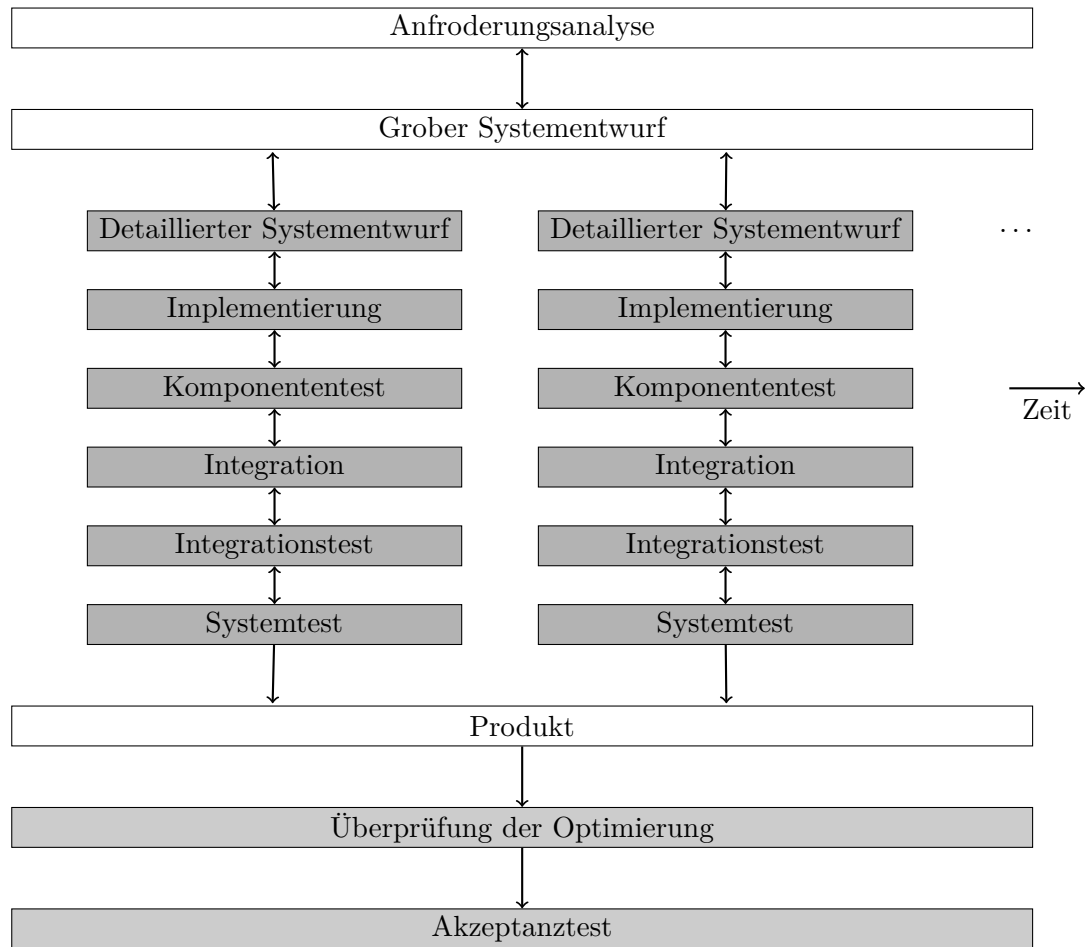 Anfroderungsanalyse
Grober Systementwurf
Detaillierter Systementwurf
Detaillierter Systementwurf
...
Implementierung
Implementierung
Komponententest
Komponententest
Zeit
Integration
Integration
Integrationstest
Integrationstest
Systemtest
Systemtest
Produkt
Überprüfung der Optimierung
Akzeptanztest